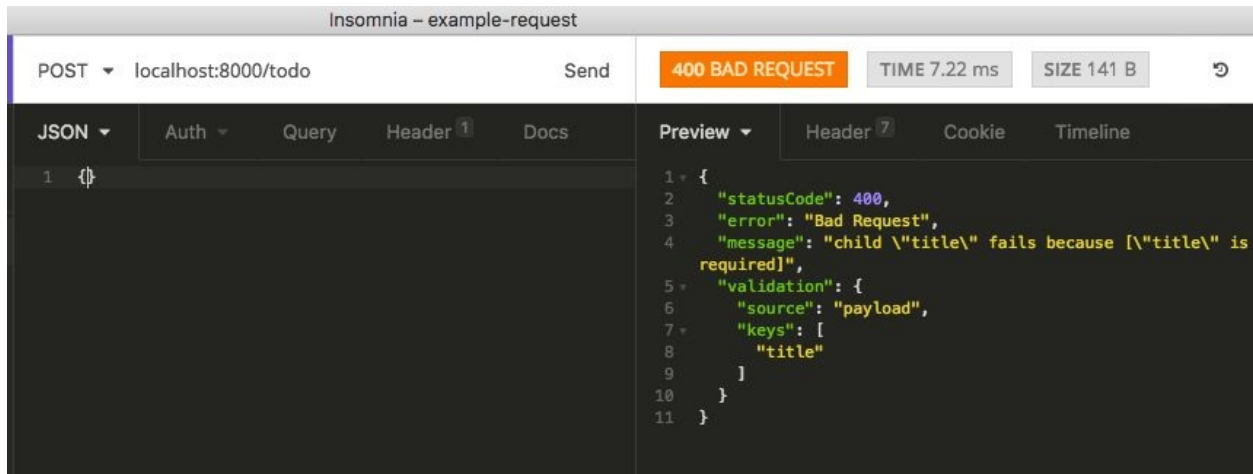 Insomnia – example-request
POST localhost:8000/todo Send
400 BAD REQUEST TIME 7.22 ms SIZE 141 B
JSON Auth Query Header 1 Docs
Preview Header 7 Cookie Timeline
1 {}
1 {
2 "statusCode": 400,
3 "error": "Bad Request",
4 "message": "child \"title\" fails because [\"title\" is
required]",
5 "validation": {
6 "source": "payload",
7 "keys": [
8 "title"
9 ]
10 }
11 }